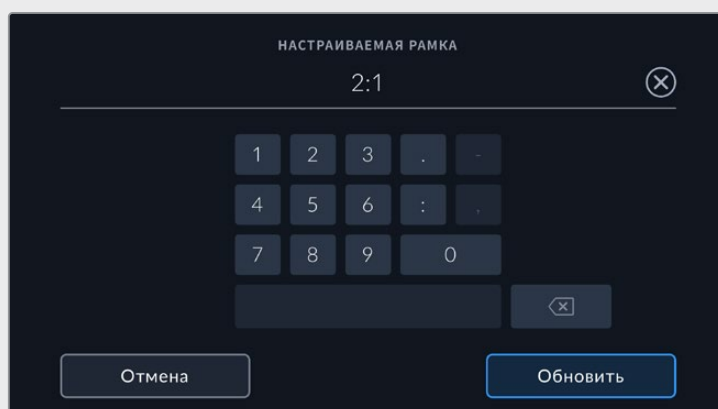 НАСТРАИВАЕМАЯ РАМКА
2:1
1 2 3 . -
4 5 6 : ,
7 8 9 0
Отмена Обновить